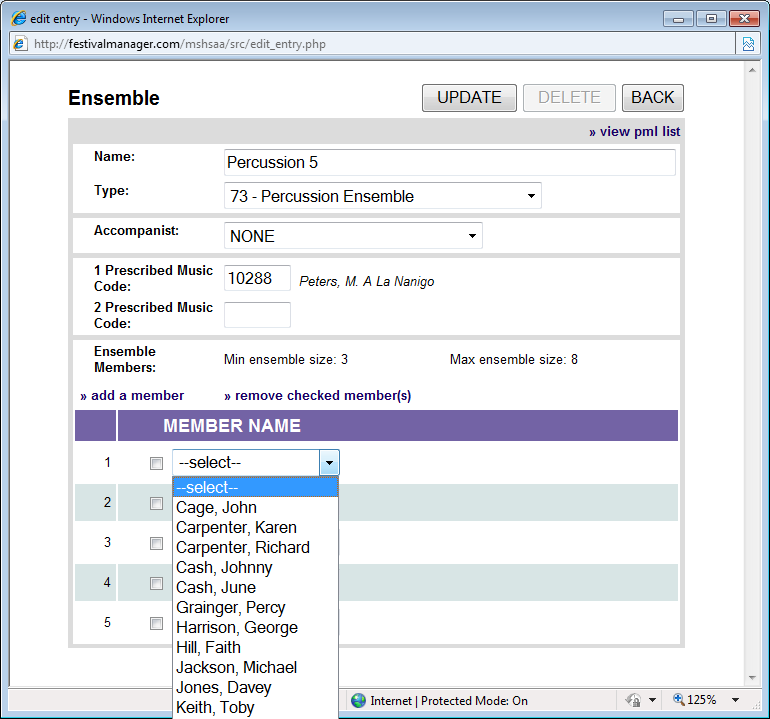 edit entry - Windows Internet Explorer
http://festivalmanager.com/mshsaa/src/edit_entry.php
Ensemble UPDATE DELETE BACK
» view pml list
Name: Percussion 5
Type: 73 - Percussion Ensemble
Accompanist: NONE
1 Prescribed Music
Code: 10288 Peters, M. A La Nanigo
2 Prescribed Music
Code:
Ensemble
Members: Min ensemble size: 3 Max ensemble size: 8
» add a member » remove checked member(s)
MEMBER NAME
1 --select--
--select--
2 Cage, John
Carpenter, Karen
3 Carpenter, Richard
Cash, Johnny
4 Cash, June
Grainger, Percy
5 Harrison, George
Hill, Faith
Jackson, Michael
Jones, Davey
Keith, Toby
Internet | Protected Mode: On 125%